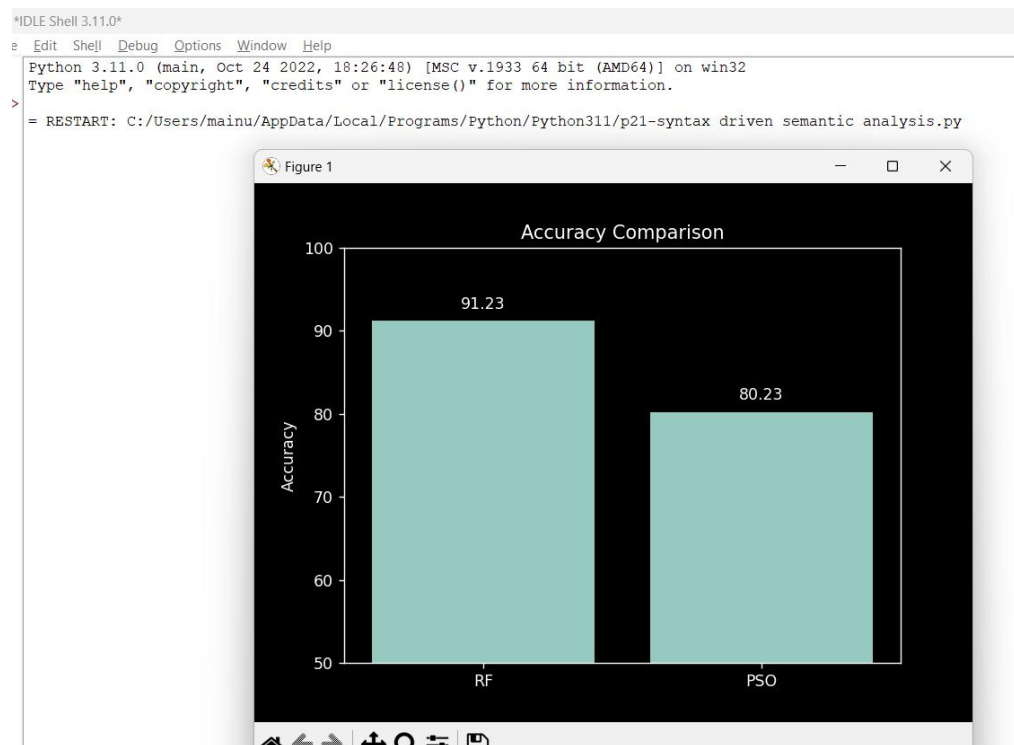 *IDLE Shell 3.11.0*
e Edit Shell Debug Options Window Help
Python 3.11.0 (main, Oct 24 2022, 18:26:48) [MSC v.1933 64 bit (AMD64)] on win32
Type "help", "copyright", "credits" or "license()" for more information.
>
= RESTART: C:/Users/mainu/AppData/Local/Programs/Python/Python311/p21-syntax driven semantic analysis.py
Figure 1
Accuracy Comparison
100
91.23
90
80.23
80
Accuracy
70
60
50
RF PSO